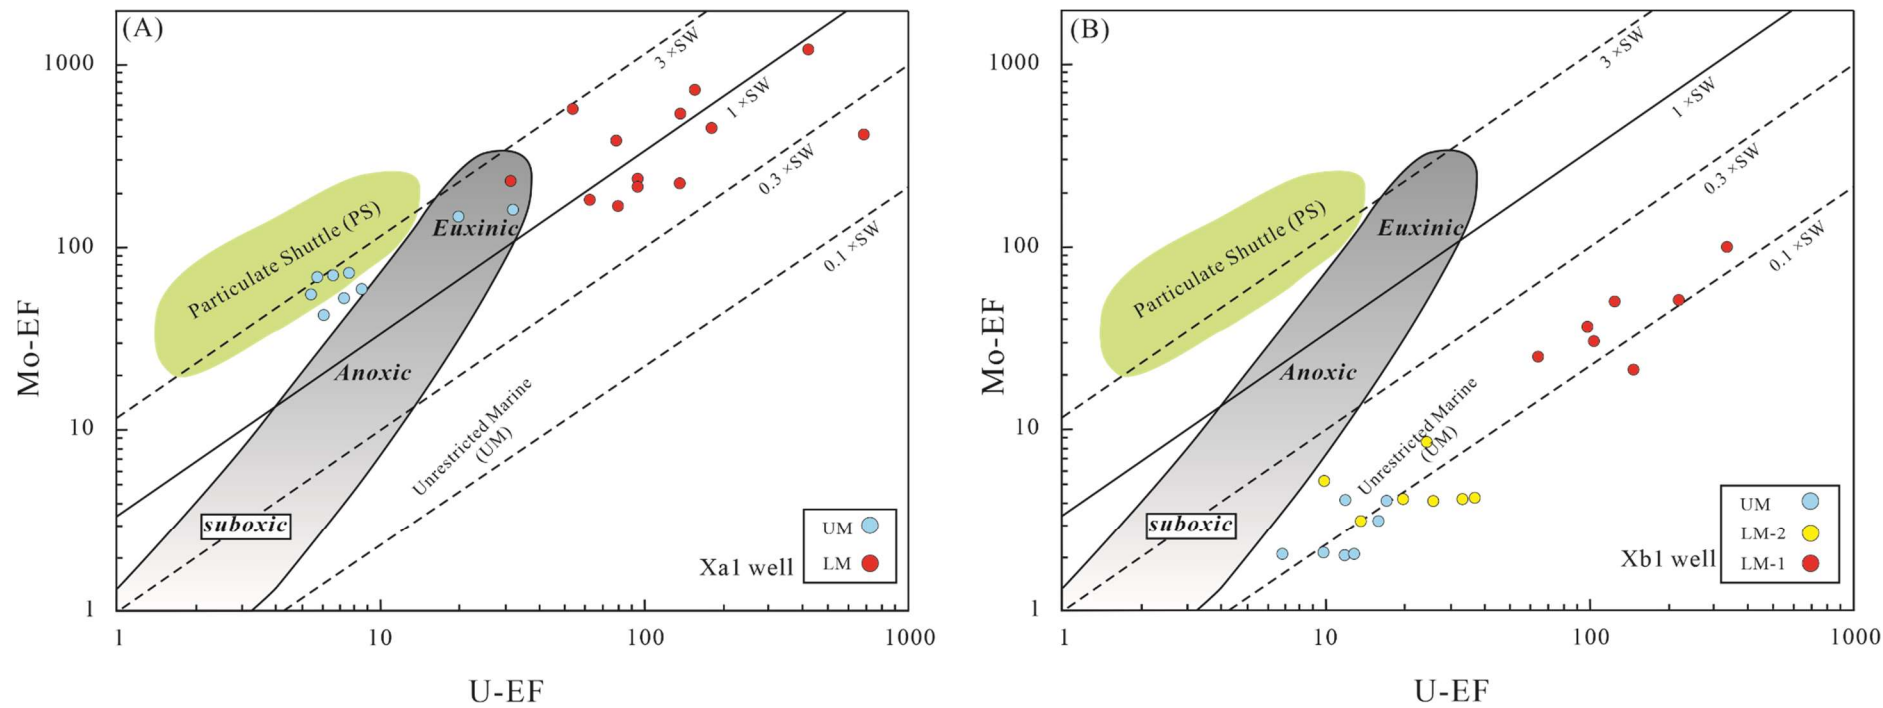 (A)
1000
100
10
1
Mo-EF
1
10
100
1000
U-EF
3 ×SW
1 ×SW
0.3 ×SW
0.1 ×SW
Particulate Shuttle (PS)
Euxinic
Anoxic
suboxic
Unrestricted Marine
(UM)
Xa1 well
UM
LM
(B)
1000
100
10
1
Mo-EF
1
10
100
1000
U-EF
3 ×SW
1 ×SW
0.3 ×SW
0.1 ×SW
Particulate Shuttle (PS)
Euxinic
Anoxic
suboxic
Unrestricted Marine
(UM)
Xb1 well
UM
LM-2
LM-1